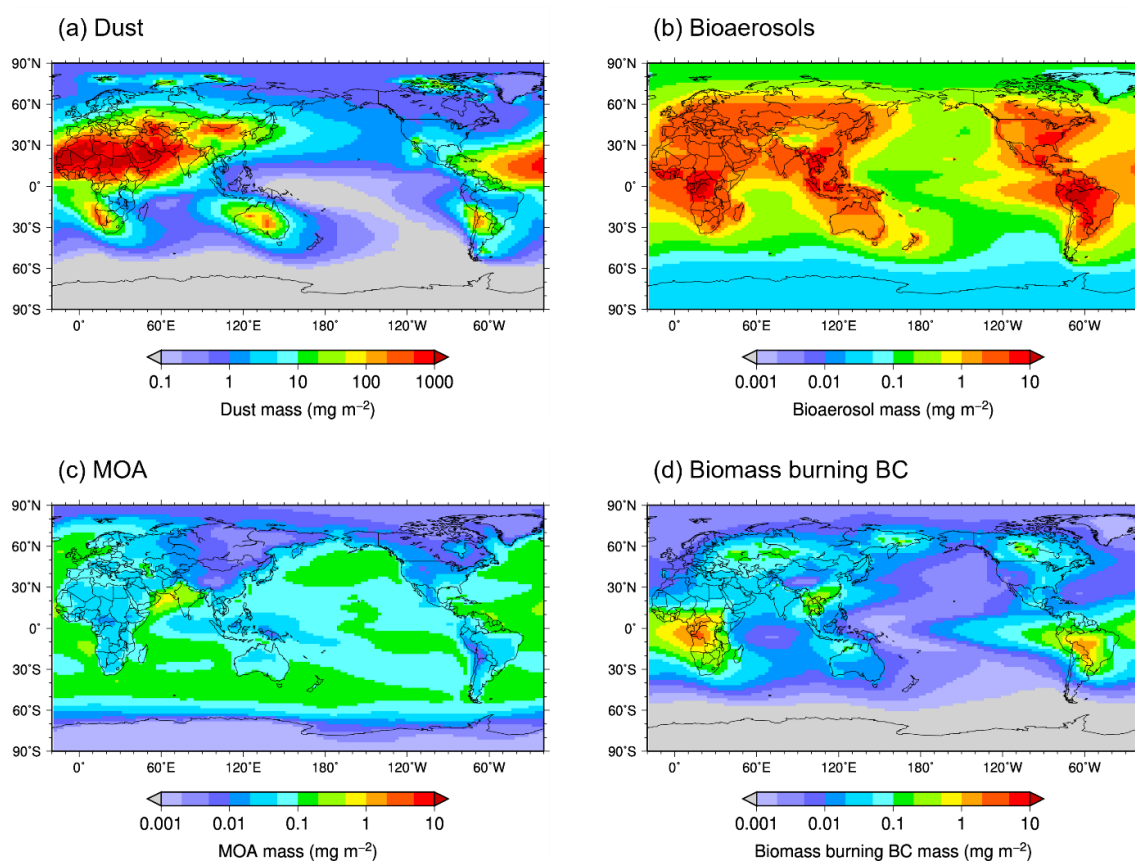 (a) Dust
(b) Bioaerosols
90˚N
60˚N
30˚N
0˚
30˚S
60˚S
90˚S
0˚ 60˚E 120˚E 180˚ 120˚W 60˚W
0.1 1 10 100 1000
Dust mass (mg m⁻²)
90˚N
60˚N
30˚N
0˚
30˚S
60˚S
90˚S
0˚ 60˚E 120˚E 180˚ 120˚W 60˚W
0.001 0.01 0.1 1 10
Bioaerosol mass (mg m⁻²)
(c) MOA
(d) Biomass burning BC
90˚N
60˚N
30˚N
0˚
30˚S
60˚S
90˚S
0˚ 60˚E 120˚E 180˚ 120˚W 60˚W
0.001 0.01 0.1 1 10
MOA mass (mg m⁻²)
90˚N
60˚N
30˚N
0˚
30˚S
60˚S
90˚S
0˚ 60˚E 120˚E 180˚ 120˚W 60˚W
0.001 0.01 0.1 1 10
Biomass burning BC mass (mg m⁻²)